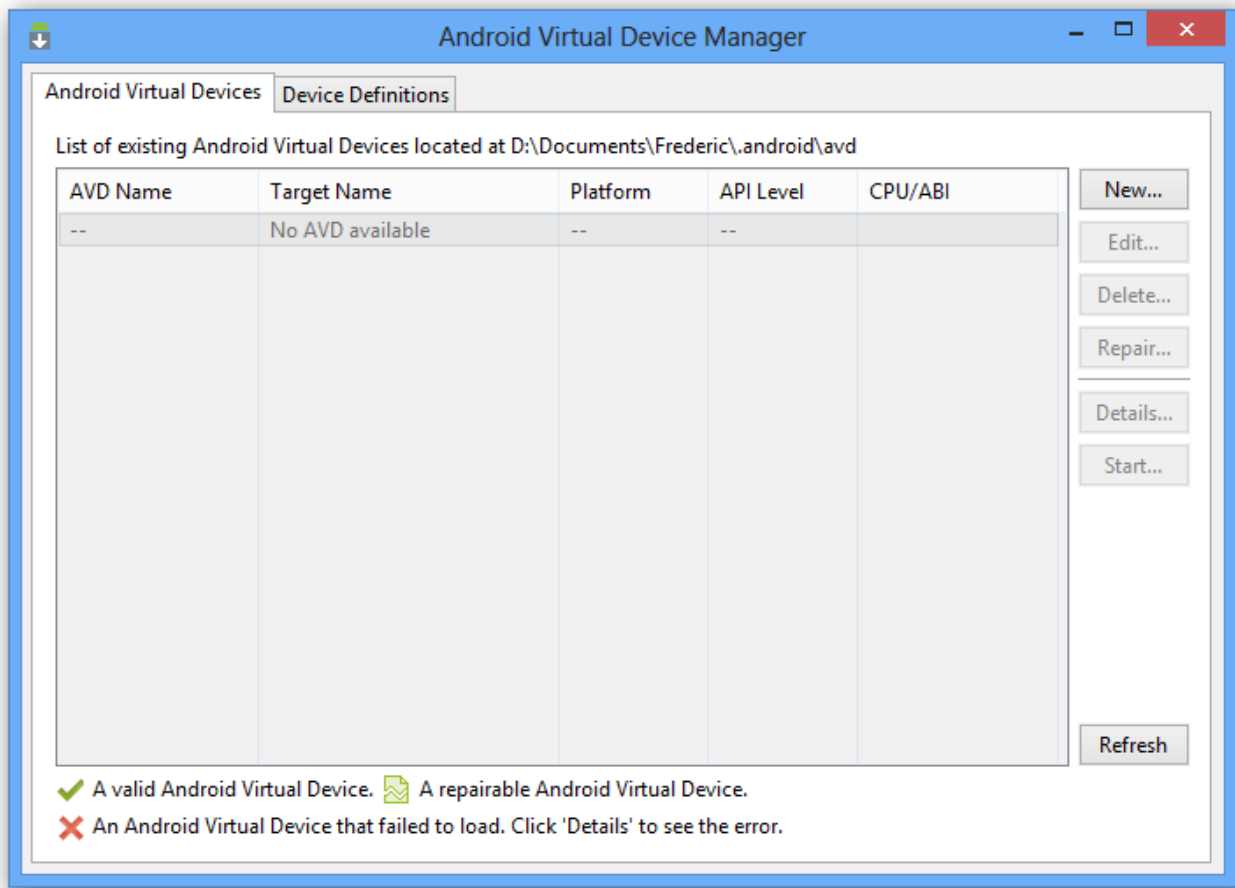 Android Virtual Device Manager
Android Virtual Devices Device Definitions
List of existing Android Virtual Devices located at D:\Documents\Frederic\.android\avd
AVD Name Target Name Platform API Level CPU/ABI
-- No AVD available -- --
New...
Edit...
Delete...
Repair...
Details...
Start...
Refresh
A valid Android Virtual Device. A repairable Android Virtual Device.
An Android Virtual Device that failed to load. Click 'Details' to see the error.